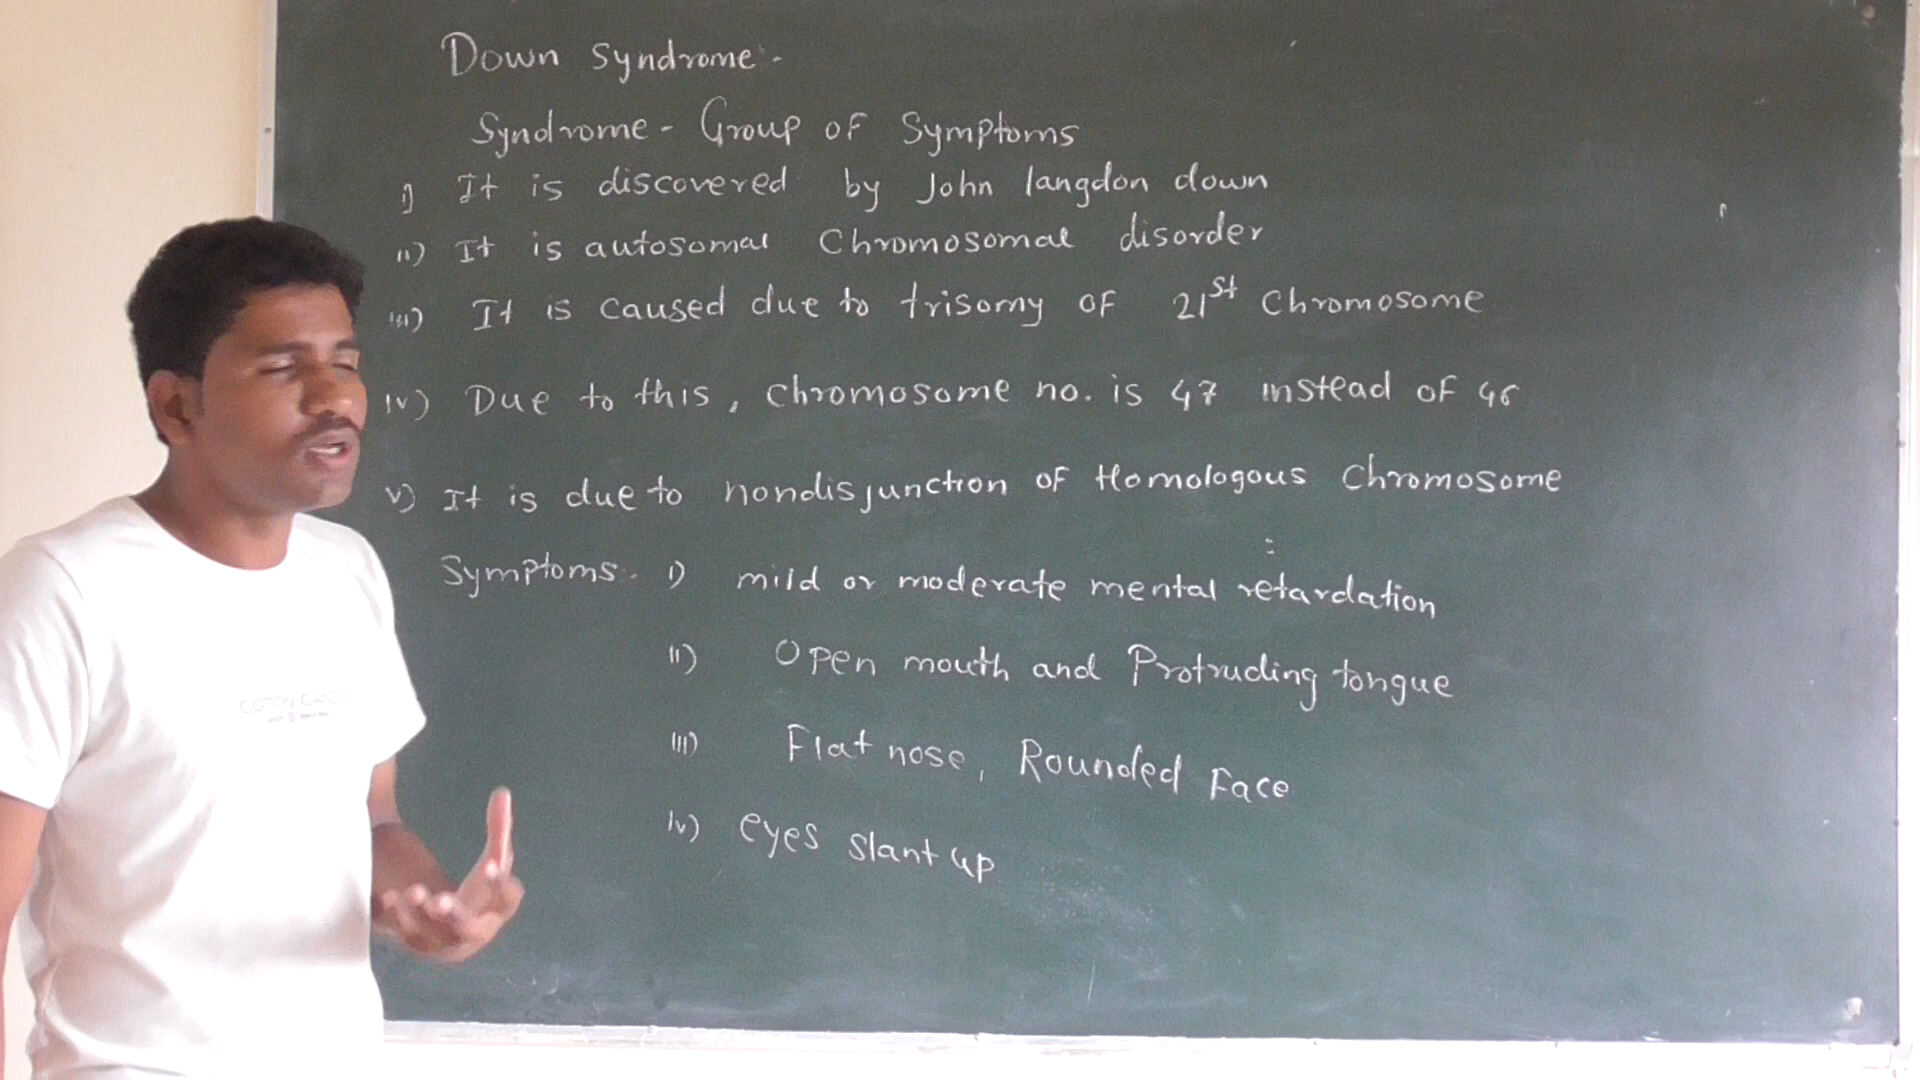 Down Syndrome.
Syndrome - Group of Symptoms
i) It is discovered by John langdon down
ii) It is autosomal Chromosomal disorder
iii) It is caused due to trisomy of 21st Chromosome
iv) Due to this, Chromosome no. is 47 instead of 46
v) It is due to nondisjunction of Homologous Chromosome
Symptoms. i) mild or moderate mental retardation
ii) Open mouth and Protruding tongue
iii) Flat nose, Rounded Face
iv) eyes slant up